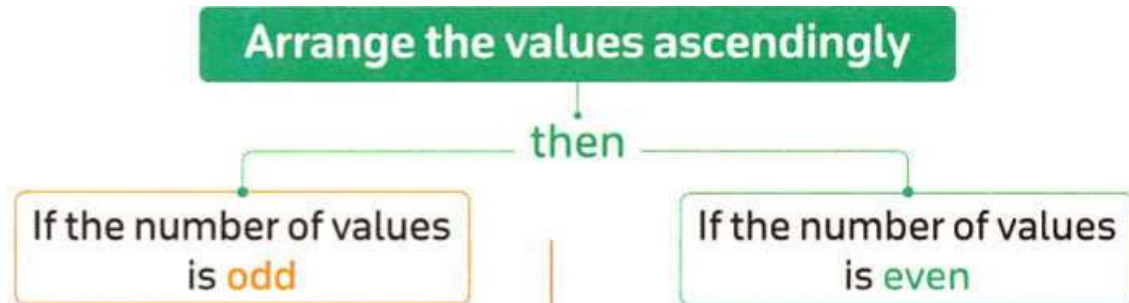 Arrange the values ascendingly
then
If the number of values
is odd
If the number of values
is even